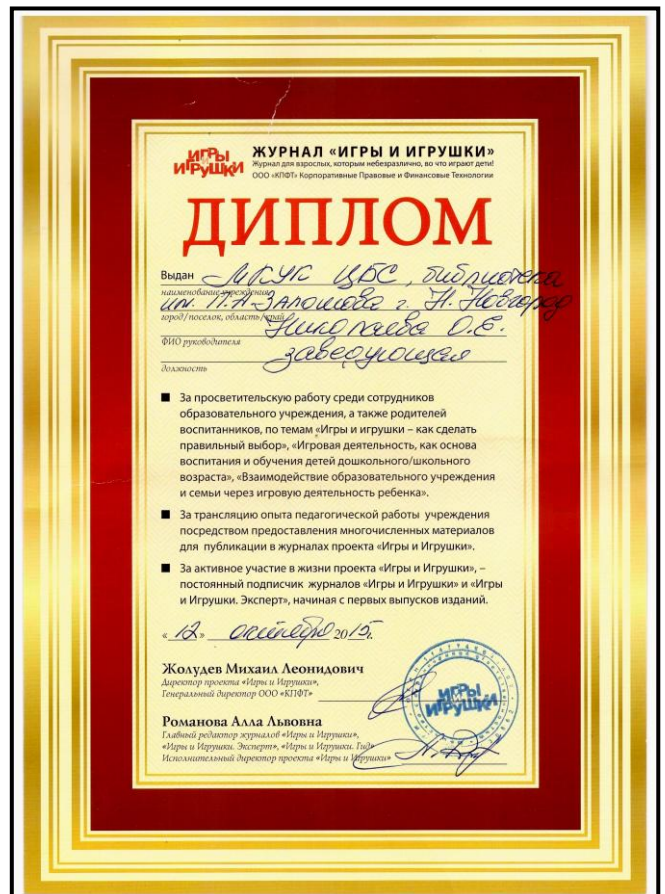 ИГРЫ И ИГРУШКИ
ЖУРНАЛ «ИГРЫ И ИГРУШКИ»
Журнал для взрослых, которым небезразлично, во что играют дети!
ООО «КПФТ» Корпоративные Правовые и Финансовые Технологии
ДИПЛОМ
Выдан МКУК ЦБС, библиотека
наименование учреждения
им. П.А. Заломова г. Н. Новгород
город/поселок, область/край
Николаева О.Е.
ФИО руководителя
заведующая
должность
■ За просветительскую работу среди сотрудников
образовательного учреждения, а также родителей
воспитанников, по темам «Игры и игрушки – как сделать
правильный выбор», «Игровая деятельность, как основа
воспитания и обучения детей дошкольного/школьного
возраста», «Взаимодействие образовательного учреждения
и семьи через игровую деятельность ребенка».
■ За трансляцию опыта педагогической работы учреждения
посредством предоставления многочисленных материалов
для публикации в журналах проекта «Игры и Игрушки».
■ За активное участие в жизни проекта «Игры и Игрушки», –
постоянный подписчик журналов «Игры и Игрушки» и «Игры
и Игрушки. Эксперт», начиная с первых выпусков изданий.
« 12 » октября 2015г.
Жолудев Михаил Леонидович
Директор проекта «Игры и Игрушки»,
Генеральный директор ООО «КПФТ»
Романова Алла Львовна
Главный редактор журналов «Игры и Игрушки»,
«Игры и Игрушки. Эксперт», «Игры и Игрушки. Гид»
Исполнительный директор проекта «Игры и Игрушки»
ИГРЫ И ИГРУШКИ